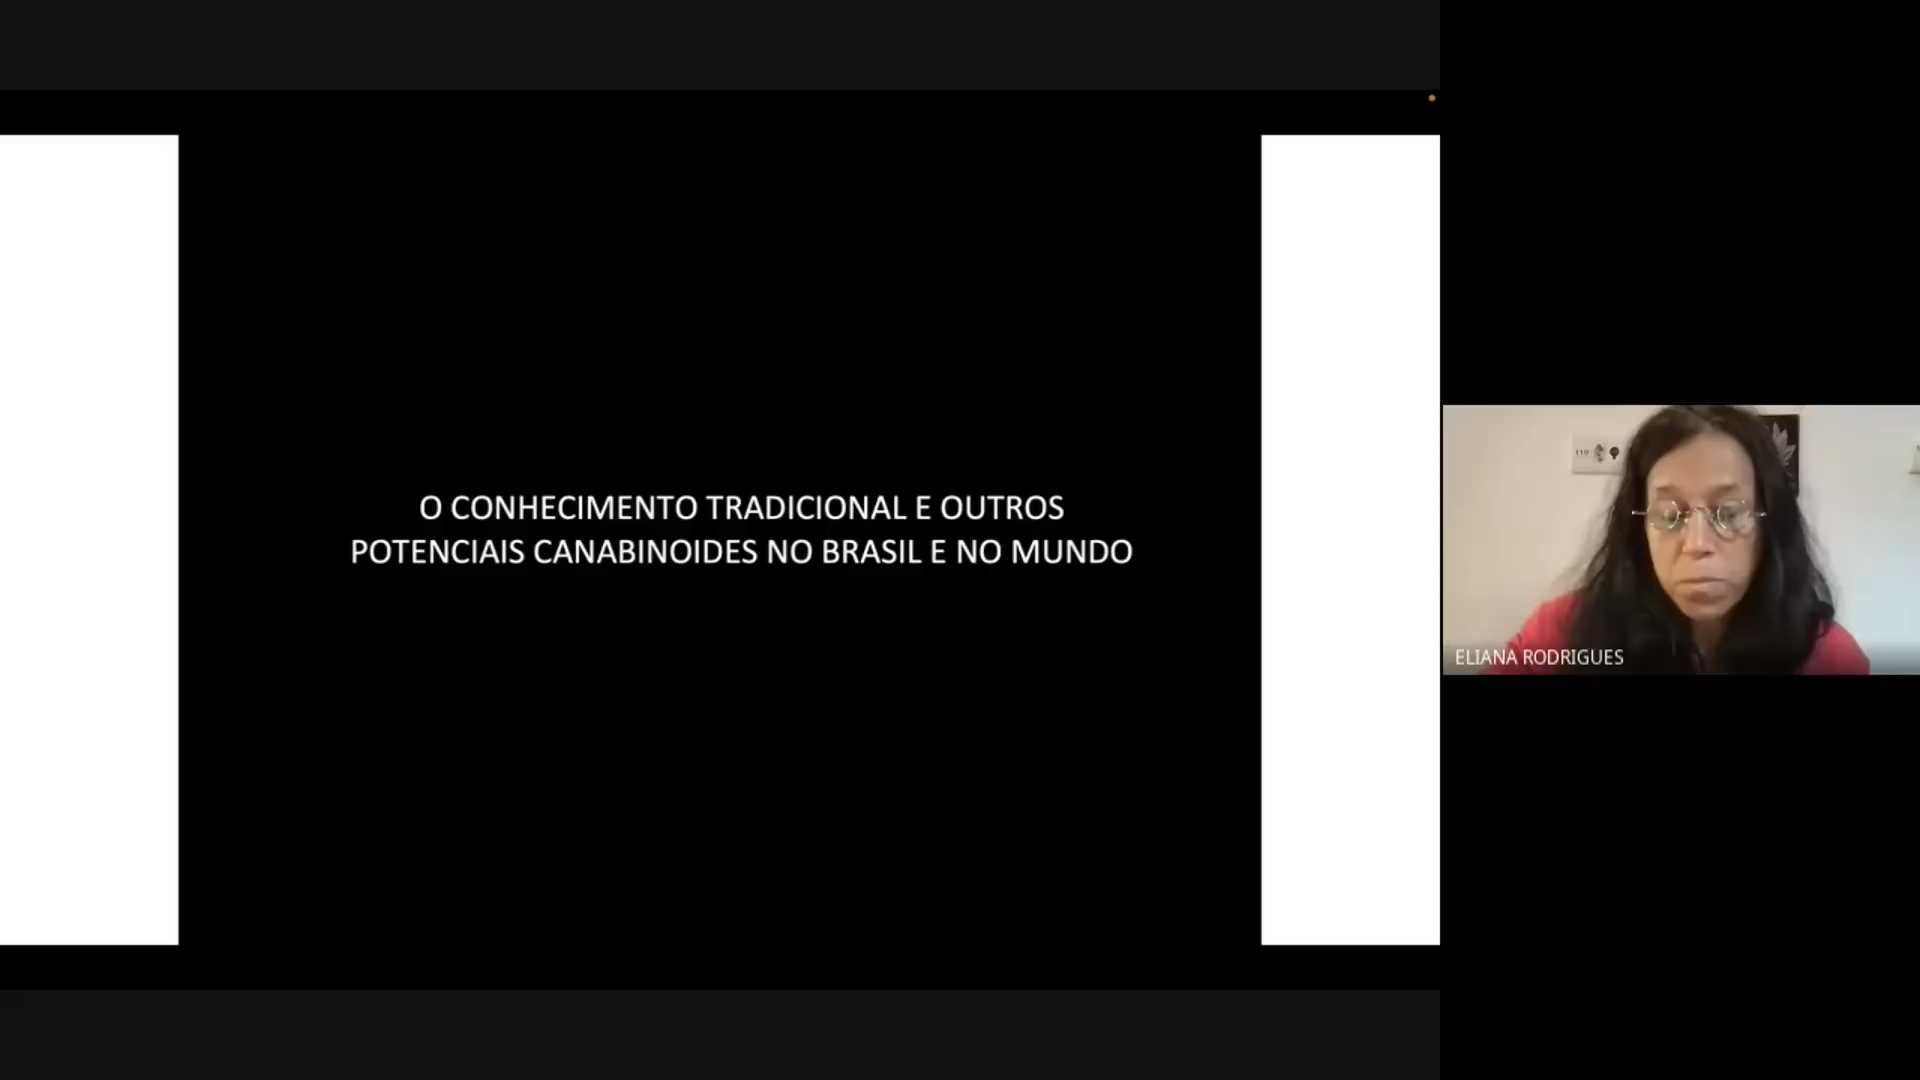 O CONHECIMENTO TRADICIONAL E OUTROS
POTENCIAIS CANABINOIDES NO BRASIL E NO MUNDO
ELIANA RODRIGUES